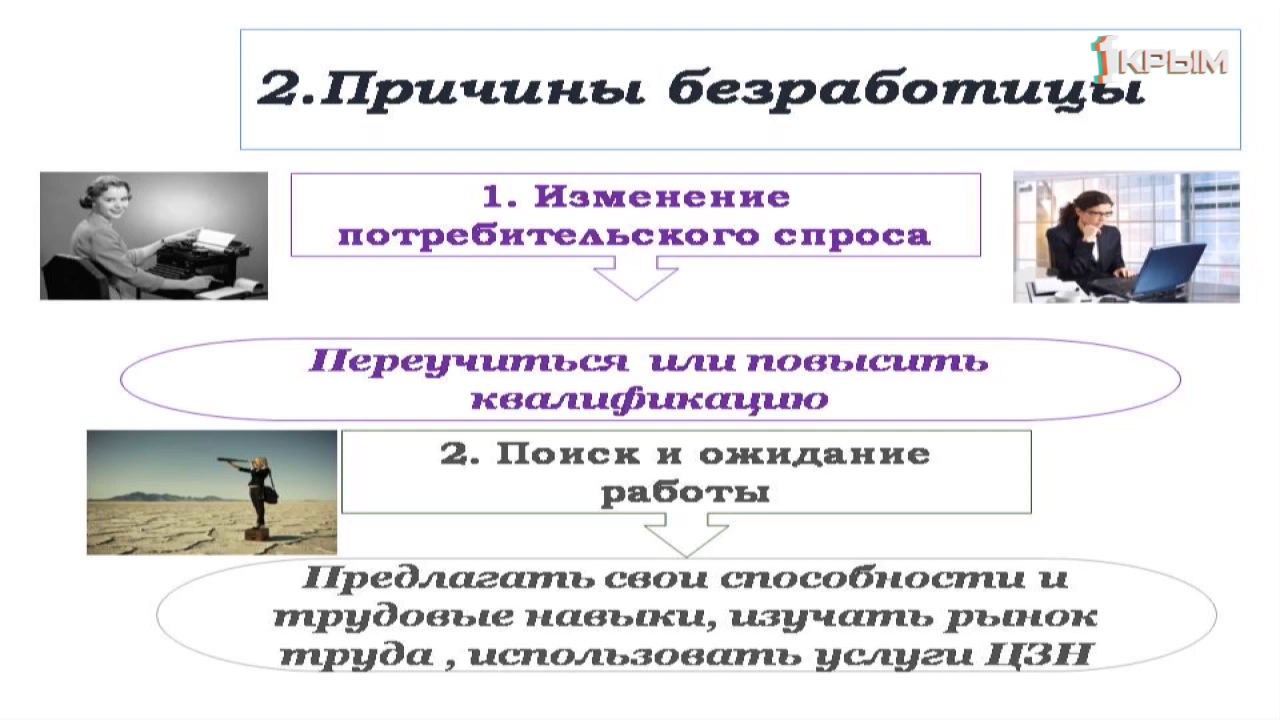 2.Причины безработицы
1КРЫМ
1. Изменение
потребительского спроса
Переучиться или повысить
квалификацию
2. Поиск и ожидание
работы
Предлагать свои способности и
трудовые навыки, изучать рынок
труда , использовать услуги ЦЗН